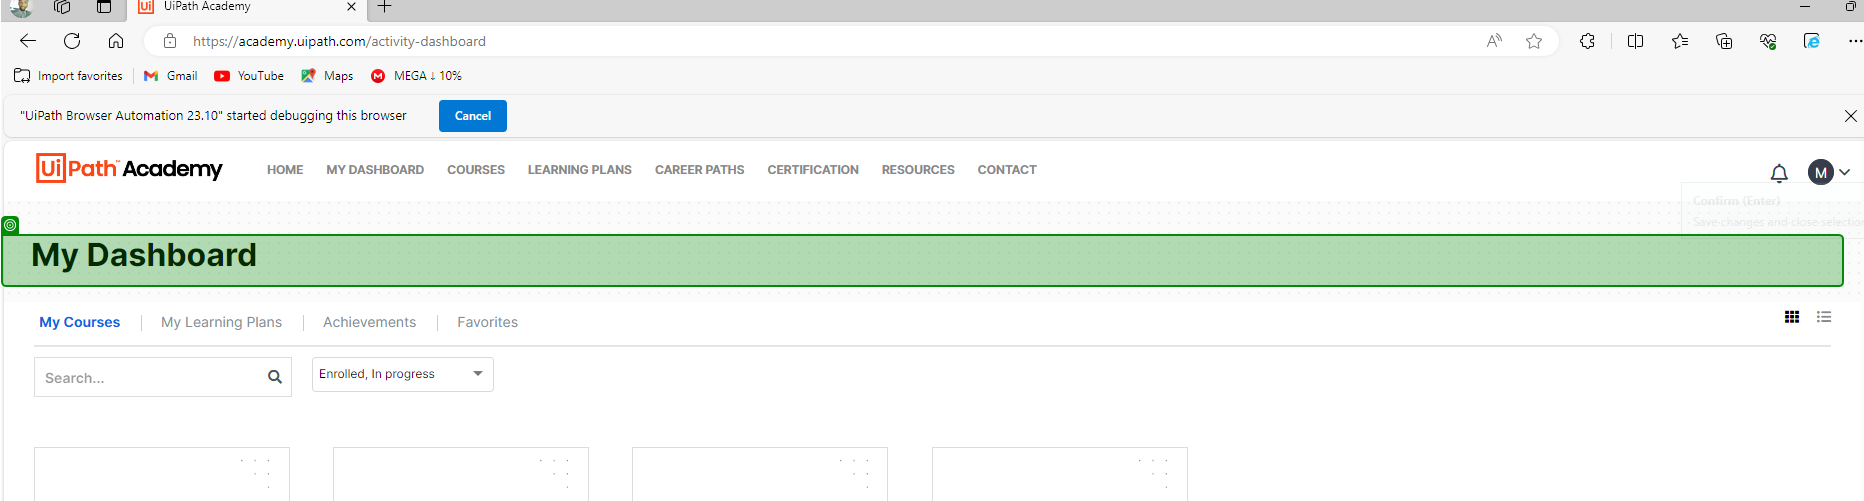 UiPath Academy
https://academy.uipath.com/activity-dashboard
Import favorites Gmail YouTube Maps MEGA ↓ 10%
"UiPath Browser Automation 23.10" started debugging this browser Cancel
UiPath™ Academy HOME MY DASHBOARD COURSES LEARNING PLANS CAREER PATHS CERTIFICATION RESOURCES CONTACT M
Confirm (Enter)
Save changes and close selection
My Dashboard
My Courses My Learning Plans Achievements Favorites
Search... Enrolled, In progress